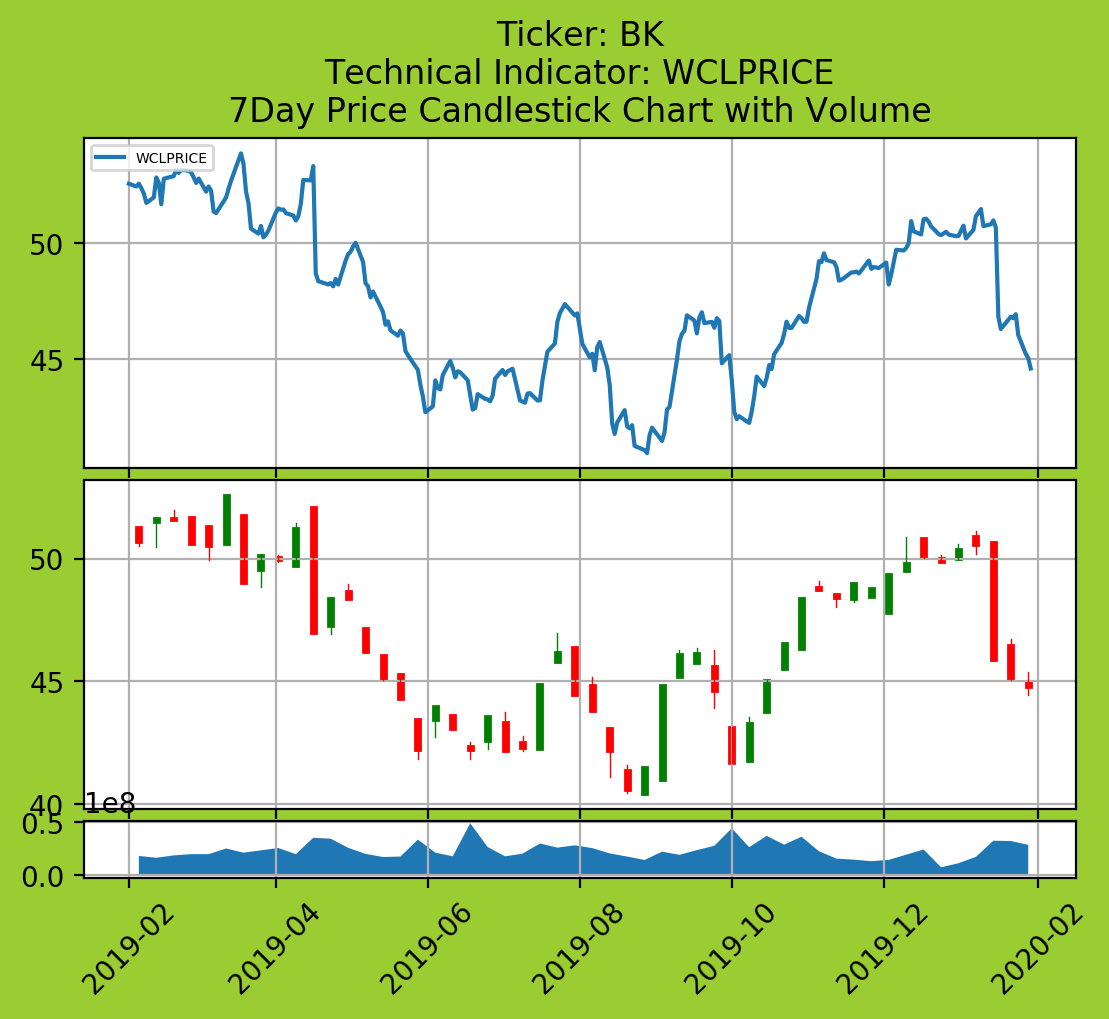 Ticker: BK
Technical Indicator: WCLPRICE
7Day Price Candlestick Chart with Volume
WCLPRICE
50
45
50
45
40
1e8
0.5
0.0
2019-02
2019-04
2019-06
2019-08
2019-10
2019-12
2020-02